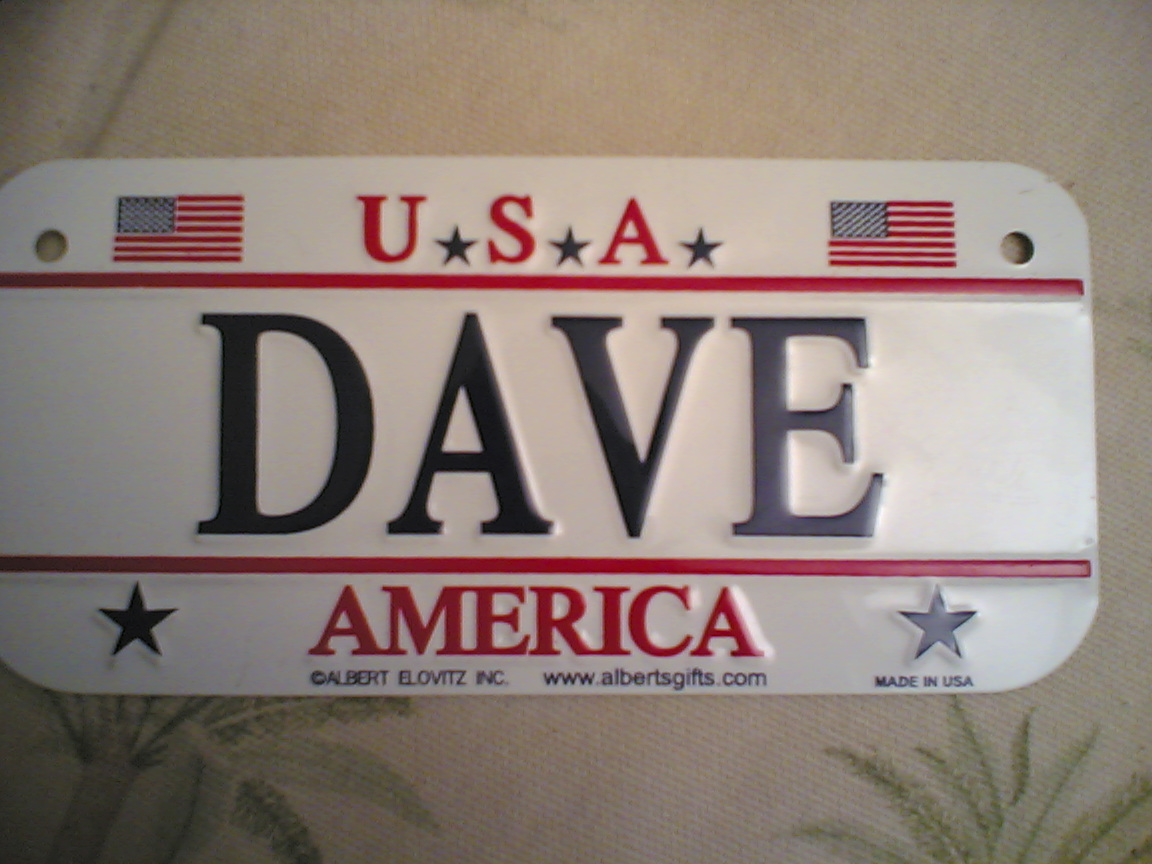 U★S★A★
DAVE
AMERICA
©ALBERT ELOVITZ INC. www.albertsgifts.com MADE IN USA